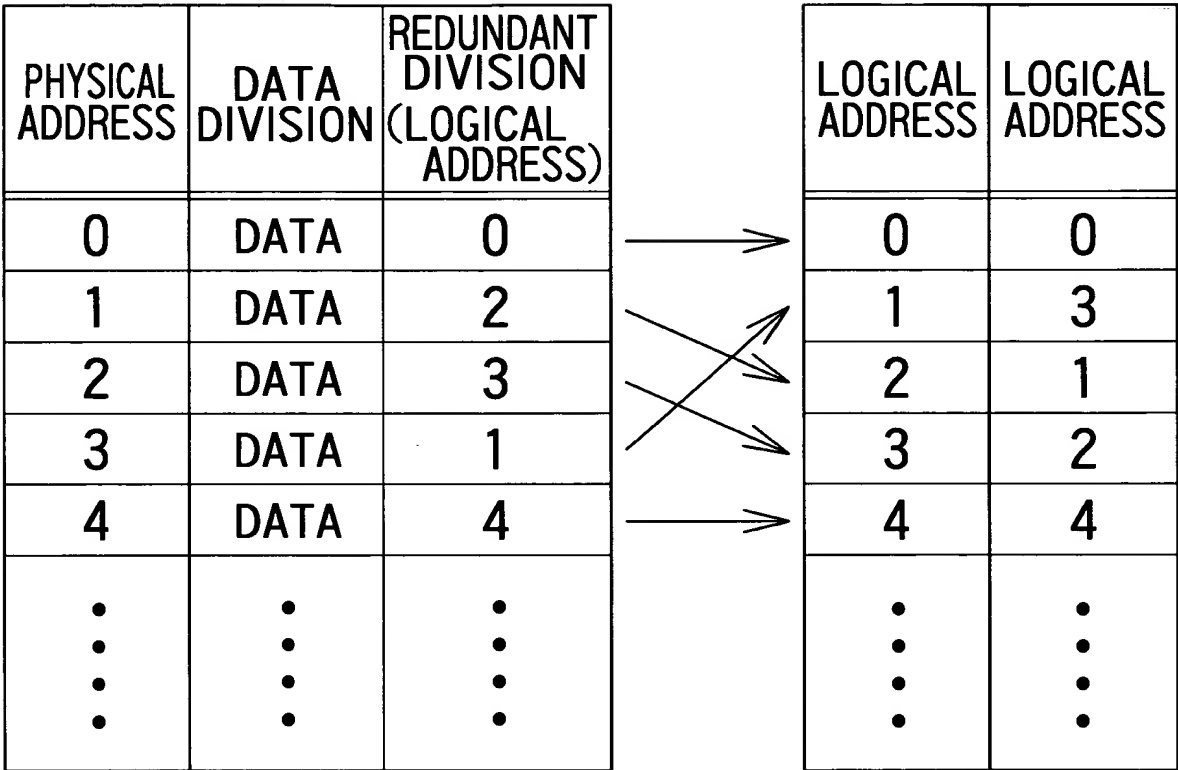 PHYSICAL ADDRESS DATA DIVISION REDUNDANT DIVISION (LOGICAL ADDRESS)
0 DATA 0
1 DATA 2
2 DATA 3
3 DATA 1
4 DATA 4
LOGICAL ADDRESS LOGICAL ADDRESS
0 0
1 3
2 1
3 2
4 4